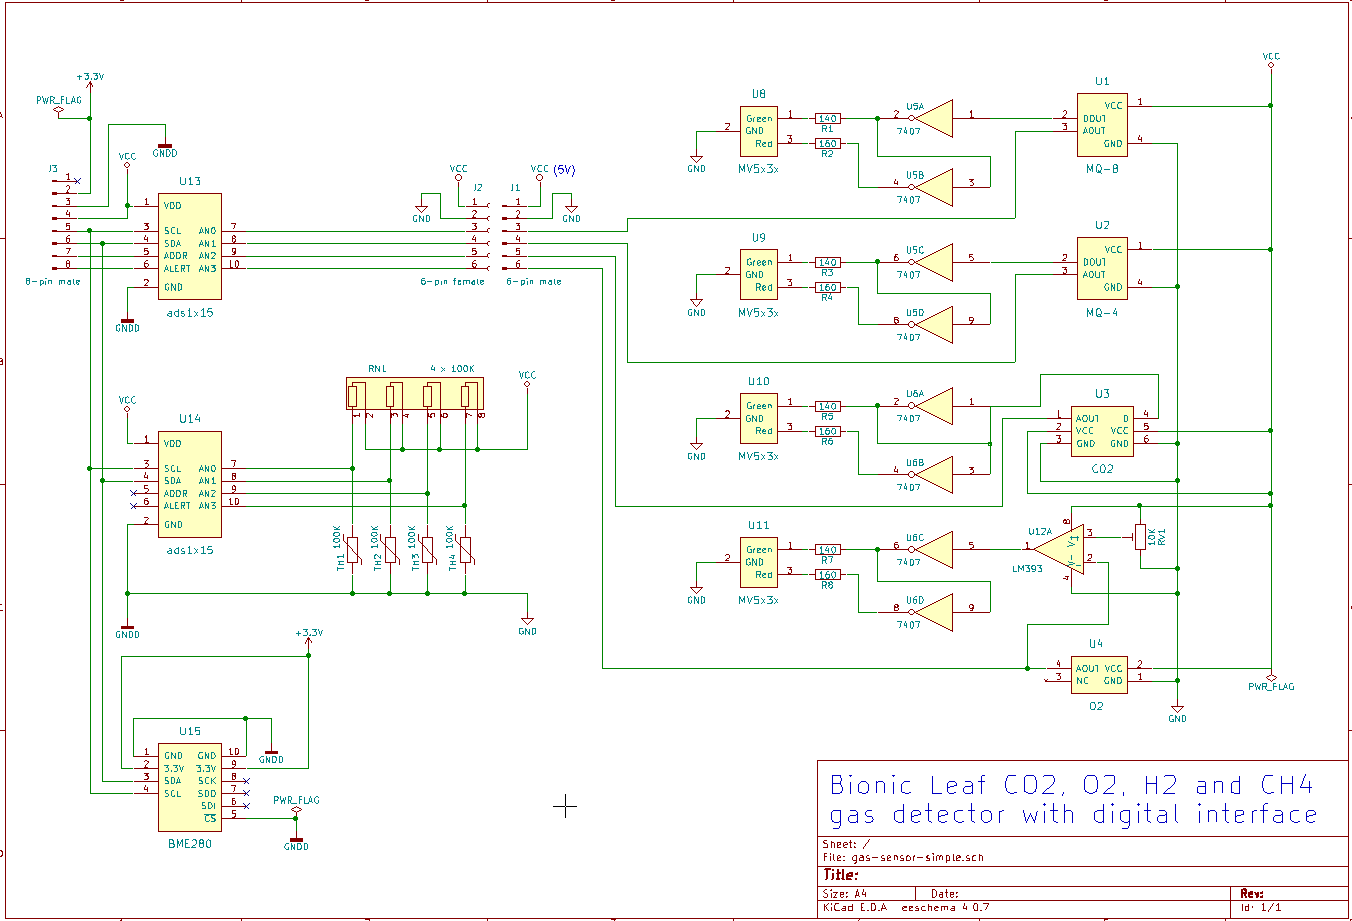 +3.3V
PWR_FLAG
GNDD
VCC
J3
1
2
3
4
5
6
7
8
8-pin male
U13
1 VDD
3 SCL AN0 7
4 SDA AN1 8
5 ADDR AN2 9
6 ALERT AN3 10
2 GND
ads1x15
GNDD
VCC
VCC (5V)
J2
J1
GND
GND
1 1
2 2
3 3
4 4
5 5
6 6
6-pin female
6-pin male
VCC
U14
1 VDD
3 SCL AN0 7
4 SDA AN1 8
5 ADDR AN2 9
6 ALERT AN3 10
2 GND
ads1x15
GNDD
RN1 4 x 100K
1 2 3 4 5 6 7 8
VCC
TH1 100K
TH2 100K
TH3 100K
TH4 100K
GND
+3.3V
U15
1 GND GND 10
2 3.3V 3.3V 9
3 SDA SCK 8
4 SCL SDO 7
SDI 6
CS 5
BME280
GNDD
PWR_FLAG
GNDD
U8
Green 1
2 GND
Red 3
MV5x3x
GND
140
R1
160
R2
U5A
2 1
7407
U5B
4 3
7407
U1
VCC 1
2 DOUT
3 AOUT
GND 4
MQ-8
VCC
U9
Green 1
2 GND
Red 3
MV5x3x
GND
140
R3
160
R4
U5C
6 5
7407
U5D
8 9
7407
U2
VCC 1
2 DOUT
3 AOUT
GND 4
MQ-4
U10
Green 1
2 GND
Red 3
MV5x3x
GND
140
R5
160
R6
U6A
2 1
7407
U6B
4 3
7407
U3
1 AOUT D 4
2 VCC VCC 5
3 GND GND 6
CO2
U11
Green 1
2 GND
Red 3
MV5x3x
GND
140
R7
160
R8
U6C
6 5
7407
U6D
8 9
7407
U12A
1
8
V+
3
V-
2
4
LM393
10K
RV1
U4
4 AOUT VCC 2
3 NC GND 1
O2
PWR_FLAG
GND
Bionic Leaf CO2, O2, H2 and CH4
gas detector with digital interface
Sheet: /
File: gas-sensor-simple.sch
Title:
Size: A4 Date: Rev:
KiCad E.D.A. eeschema 4.0.7 Id: 1/1